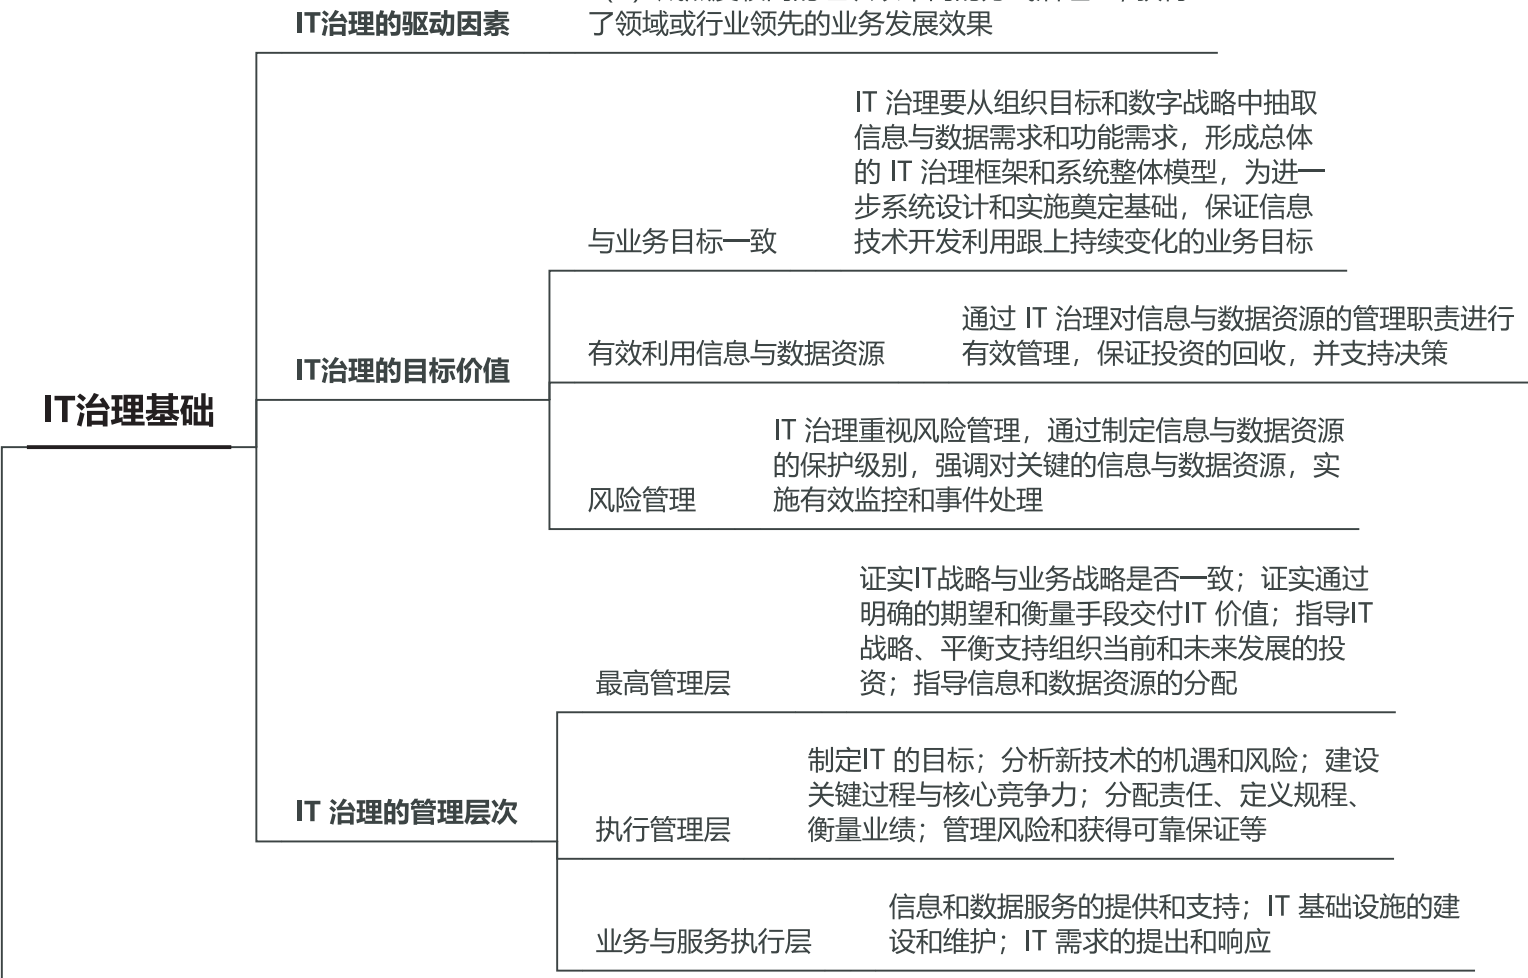 IT治理的驱动因素
了领域或行业领先的业务发展效果
IT治理基础
IT治理的目标价值
与业务目标一致
IT 治理要从组织目标和数字战略中抽取
信息与数据需求和功能需求，形成总体
的 IT 治理框架和系统整体模型，为进一
步系统设计和实施奠定基础，保证信息
技术开发利用跟上持续变化的业务目标
有效利用信息与数据资源
通过 IT 治理对信息与数据资源的管理职责进行
有效管理，保证投资的回收，并支持决策
风险管理
IT 治理重视风险管理，通过制定信息与数据资源
的保护级别，强调对关键的信息与数据资源，实
施有效监控和事件处理
IT 治理的管理层次
最高管理层
证实IT战略与业务战略是否一致；证实通过
明确的期望和衡量手段交付IT 价值；指导IT
战略、平衡支持组织当前和未来发展的投
资；指导信息和数据资源的分配
执行管理层
制定IT 的目标；分析新技术的机遇和风险；建设
关键过程与核心竞争力；分配责任、定义规程、
衡量业绩；管理风险和获得可靠保证等
业务与服务执行层
信息和数据服务的提供和支持；IT 基础设施的建
设和维护；IT 需求的提出和响应